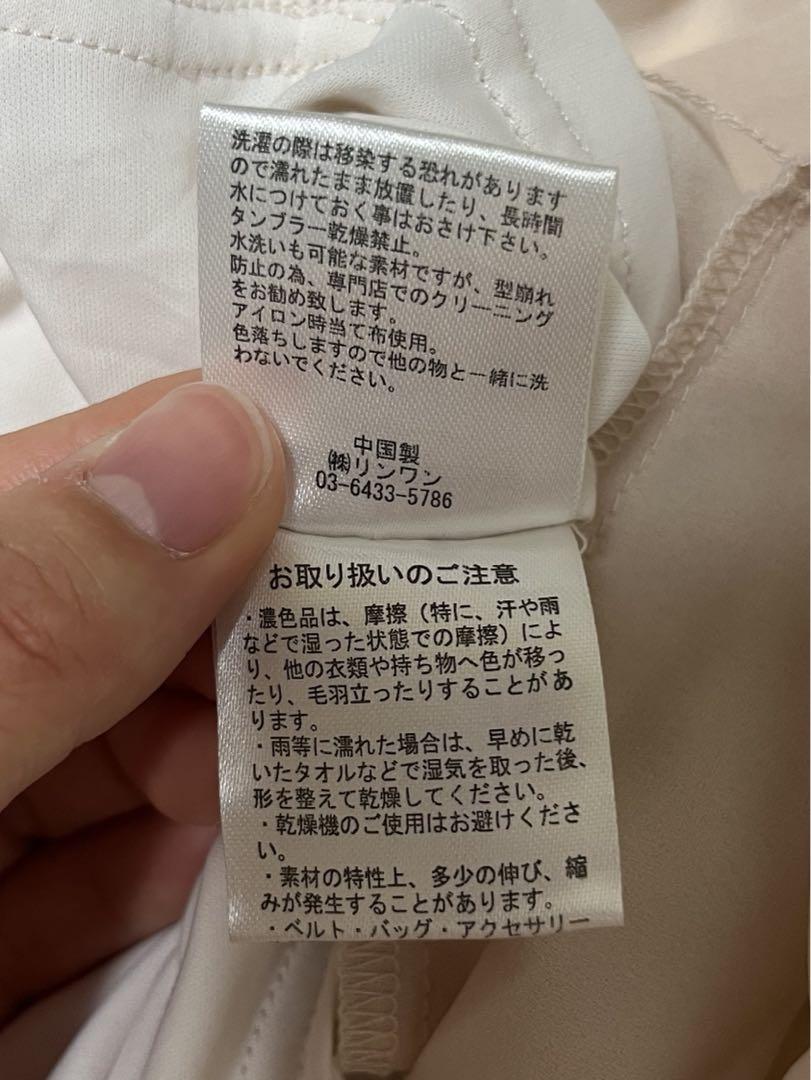 洗濯の際は移染する恐れがあります
ので濡れたまま放置したり、長時間
水につけておく事はおさけ下さい。
タンブラー乾燥禁止。
水洗いも可能な素材ですが、型崩れ
防止の為、専門店でのクリーニング
をお勧め致します。
アイロン時当て布使用。
色落ちしますので他の物と一緒に洗
わないでください。
中国製
㈱リンワン
03-6433-5786
お取り扱いのご注意
・濃色品は、摩擦（特に、汗や雨
などで湿った状態での摩擦）によ
り、他の衣類や持ち物へ色が移っ
たり、毛羽立ったりすることがあ
ります。
・雨等に濡れた場合は、早めに乾
いたタオルなどで湿気を取った後、
形を整えて乾燥してください。
・乾燥機のご使用はお避けくださ
い。
・素材の特性上、多少の伸び、縮
みが発生することがあります。
・ベルト・バッグ・アクセサリー